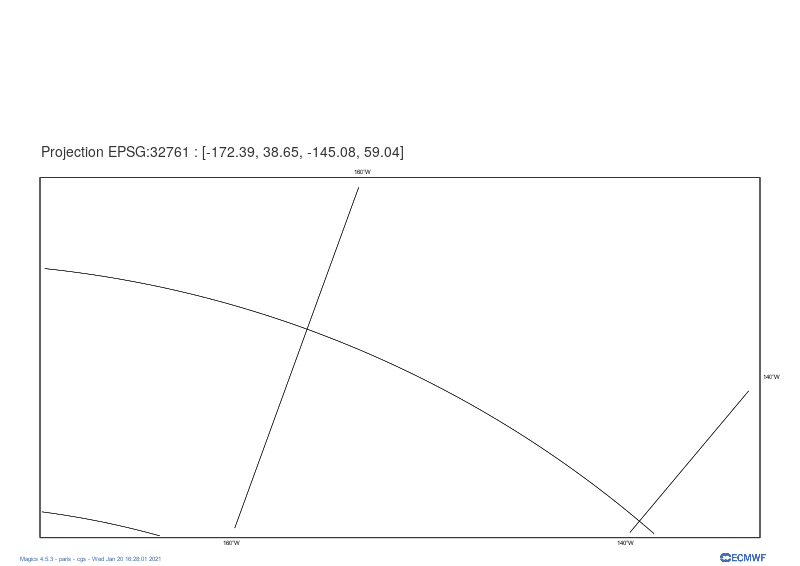 Projection EPSG:32761 : [-172.39, 38.65, -145.08, 59.04]
160°W
140°W
160°W
140°W
Magics 4.5.3 - paris - cgs - Wed Jan 20 16:28:01 2021
ECMWF